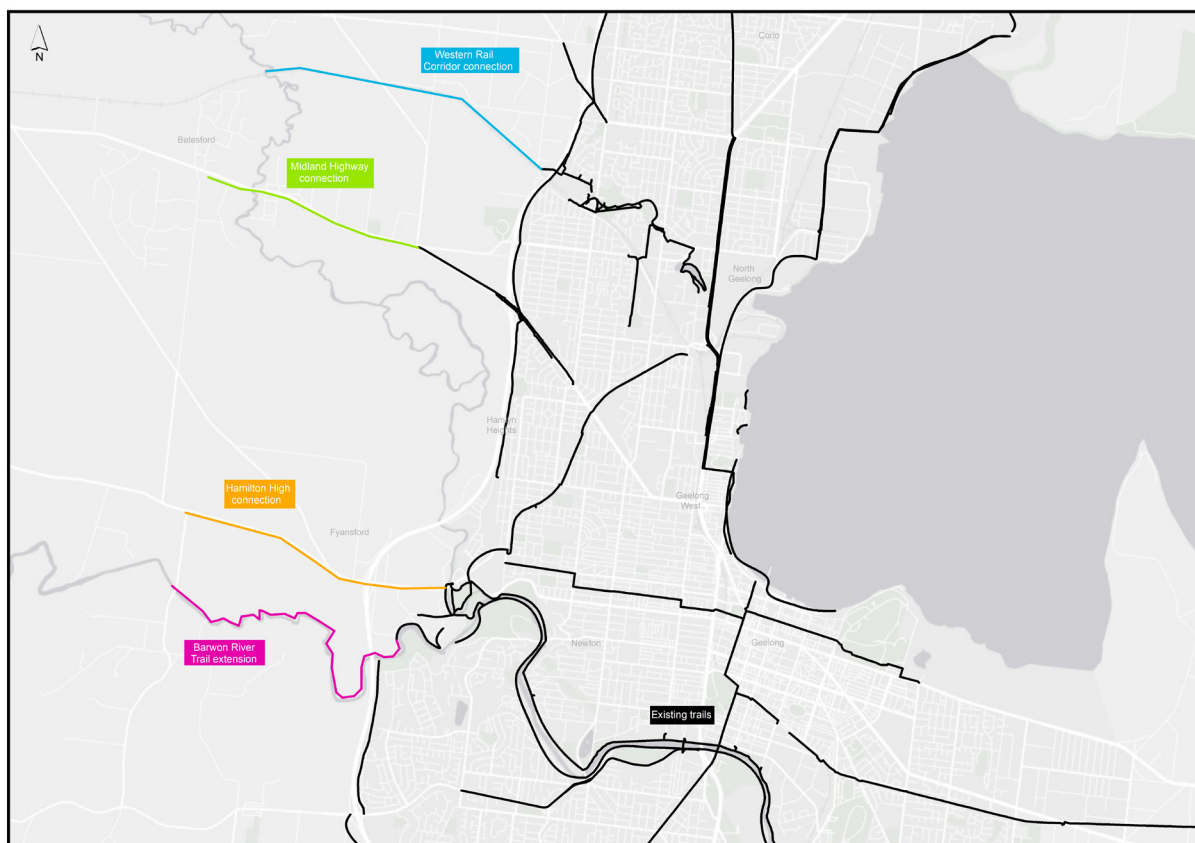 N
Corio
Western Rail
Corridor connection
Batesford
Midland Highway
connection
North
Geelong
Hamlyn
Heights
Hamilton High
connection
Geelong
West
Fyansford
Barwon River
Trail extension
Newton
Geelong
Existing trails